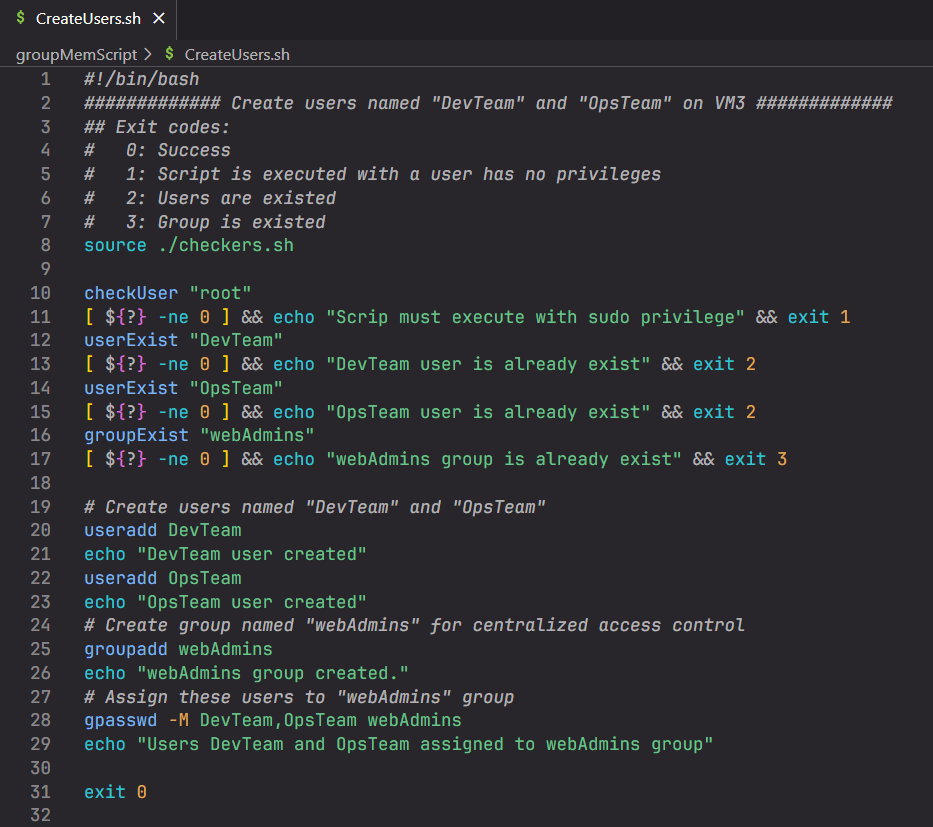 $ CreateUsers.sh ×
groupMemScript > $ CreateUsers.sh
1 #!/bin/bash
2 ############# Create users named "DevTeam" and "OpsTeam" on VM3 #############
3 ## Exit codes:
4 #   0: Success
5 #   1: Script is executed with a user has no privileges
6 #   2: Users are existed
7 #   3: Group is existed
8 source ./checkers.sh
9
10 checkUser "root"
11 [ ${?} -ne 0 ] && echo "Scrip must execute with sudo privilege" && exit 1
12 userExist "DevTeam"
13 [ ${?} -ne 0 ] && echo "DevTeam user is already exist" && exit 2
14 userExist "OpsTeam"
15 [ ${?} -ne 0 ] && echo "OpsTeam user is already exist" && exit 2
16 groupExist "webAdmins"
17 [ ${?} -ne 0 ] && echo "webAdmins group is already exist" && exit 3
18
19 # Create users named "DevTeam" and "OpsTeam"
20 useradd DevTeam
21 echo "DevTeam user created"
22 useradd OpsTeam
23 echo "OpsTeam user created"
24 # Create group named "webAdmins" for centralized access control
25 groupadd webAdmins
26 echo "webAdmins group created."
27 # Assign these users to "webAdmins" group
28 gpasswd -M DevTeam,OpsTeam webAdmins
29 echo "Users DevTeam and OpsTeam assigned to webAdmins group"
30
31 exit 0
32